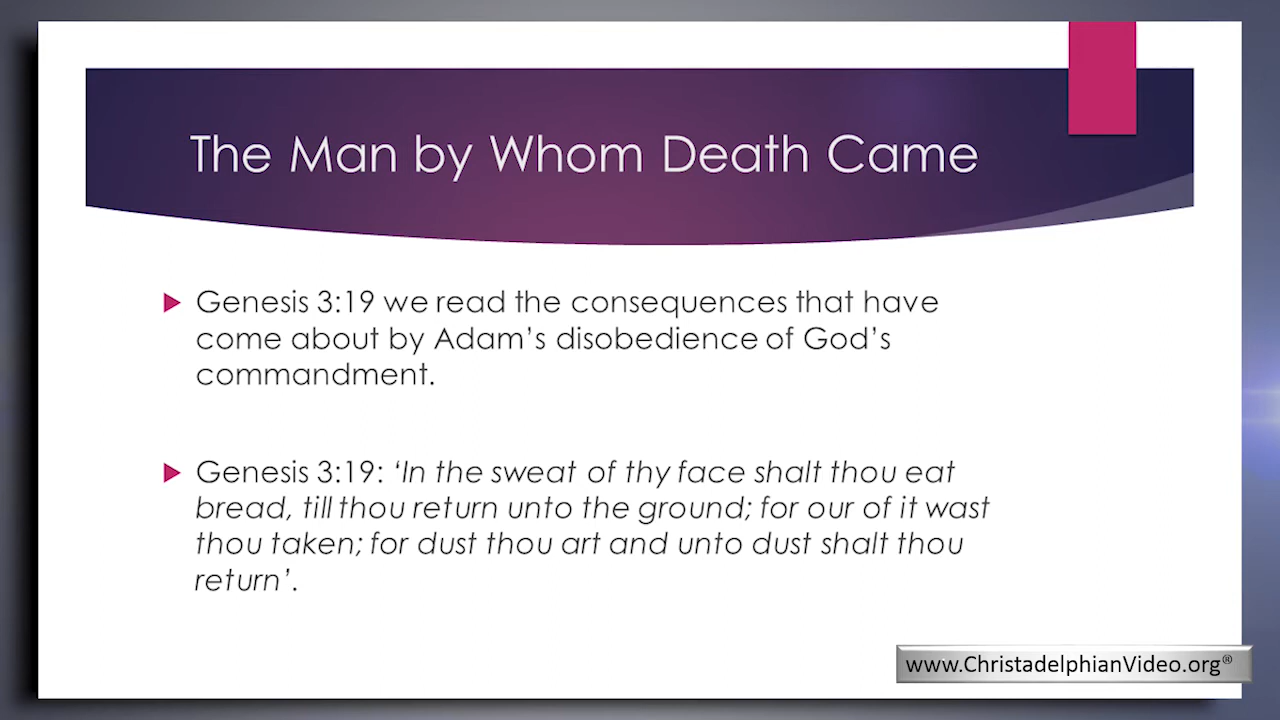 The Man by Whom Death Came
Genesis 3:19 we read the consequences that have
come about by Adam’s disobedience of God’s
commandment.
Genesis 3:19: ‘In the sweat of thy face shalt thou eat
bread, till thou return unto the ground; for our of it wast
thou taken; for dust thou art and unto dust shalt thou
return’.
www.ChristadelphianVideo.org®